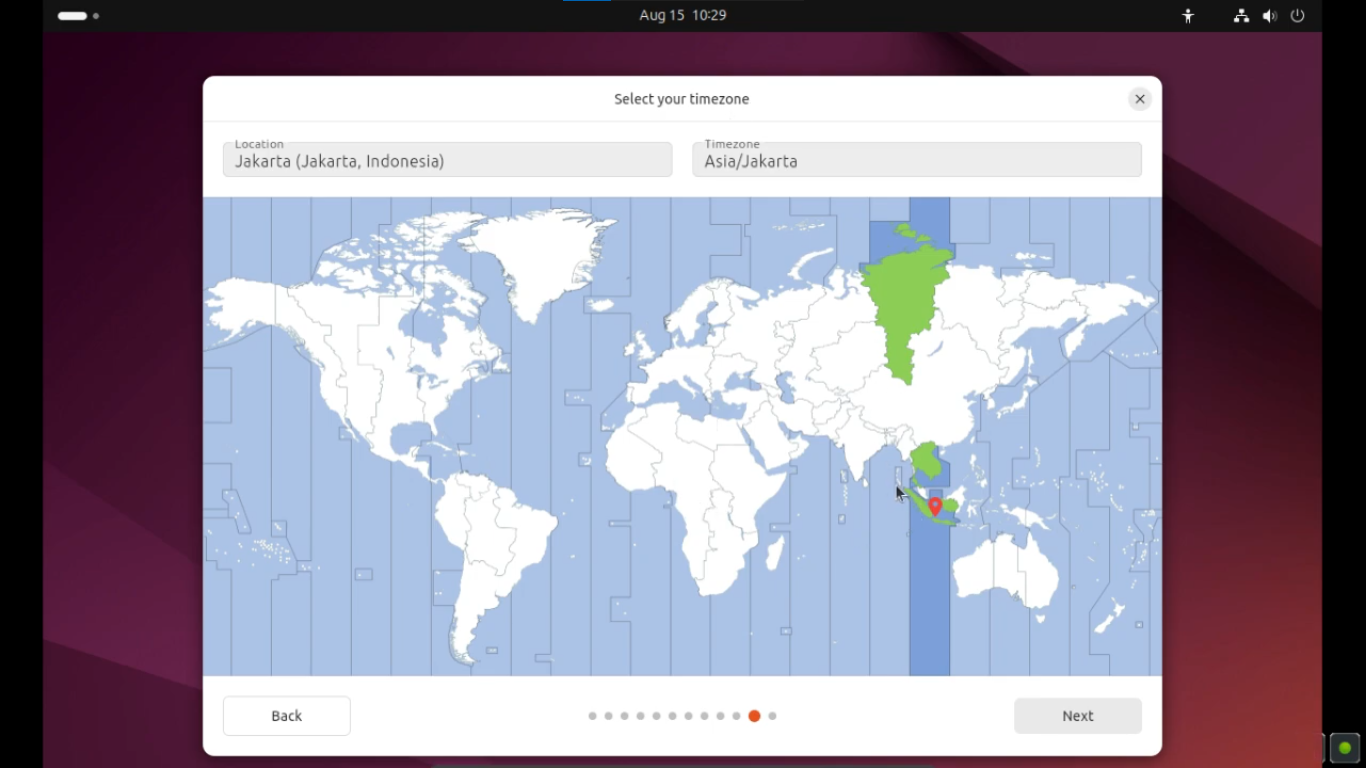 Aug 15 10:29
Select your timezone
Location
Jakarta (Jakarta, Indonesia)
Timezone
Asia/Jakarta
Back
Next